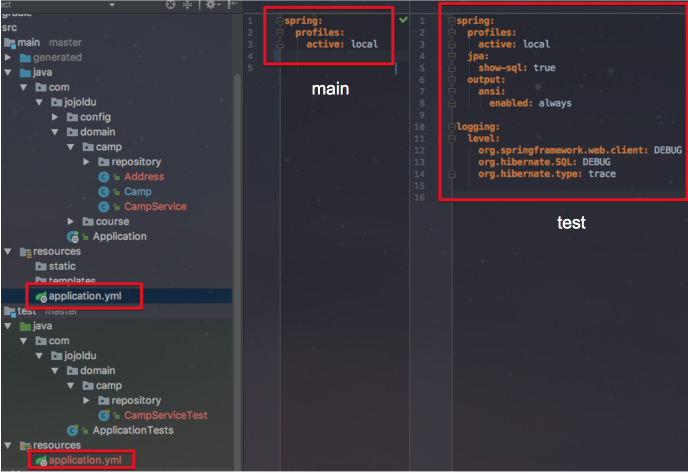 ect
gradle
src
main master
generated
java
com
jojoldu
config
domain
camp
repository
Address
Camp
CampService
course
Application
resources
static
templates
application.yml
test master
java
com
jojoldu
domain
camp
repository
CampServiceTest
ApplicationTests
resources
application.yml
1 spring:
2 profiles:
3 active: local
4
5
main
1 spring:
2 profiles:
3 active: local
4 jpa:
5 show-sql: true
6 output:
7 ansi:
8 enabled: always
9
10 logging:
11 level:
12 org.springframework.web.client: DEBUG
13 org.hibernate.SQL: DEBUG
14 org.hibernate.type: trace
15
16
test